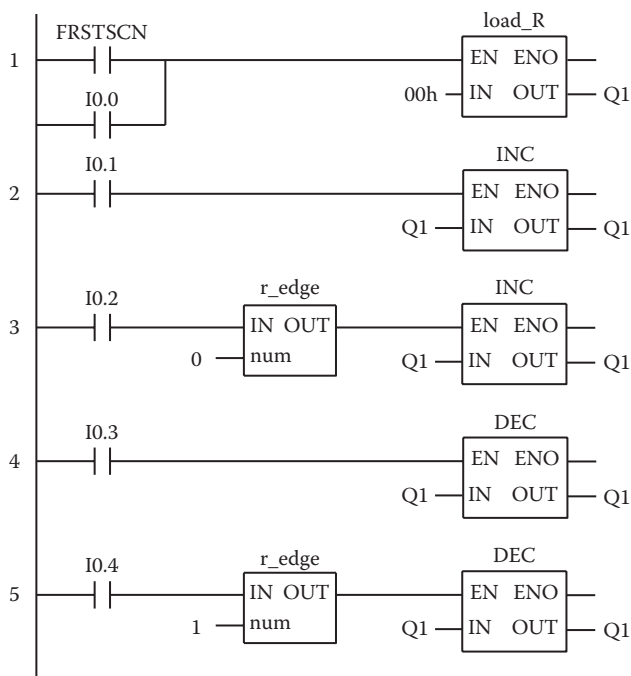 FRSTSCN
load_R
1
EN ENO
I0.0
00h
IN OUT
Q1
I0.1
INC
2
EN ENO
Q1
IN OUT
Q1
I0.2
r_edge
INC
3
IN OUT
EN ENO
0
num
Q1
IN OUT
Q1
I0.3
DEC
4
EN ENO
Q1
IN OUT
Q1
I0.4
r_edge
DEC
5
IN OUT
EN ENO
1
num
Q1
IN OUT
Q1